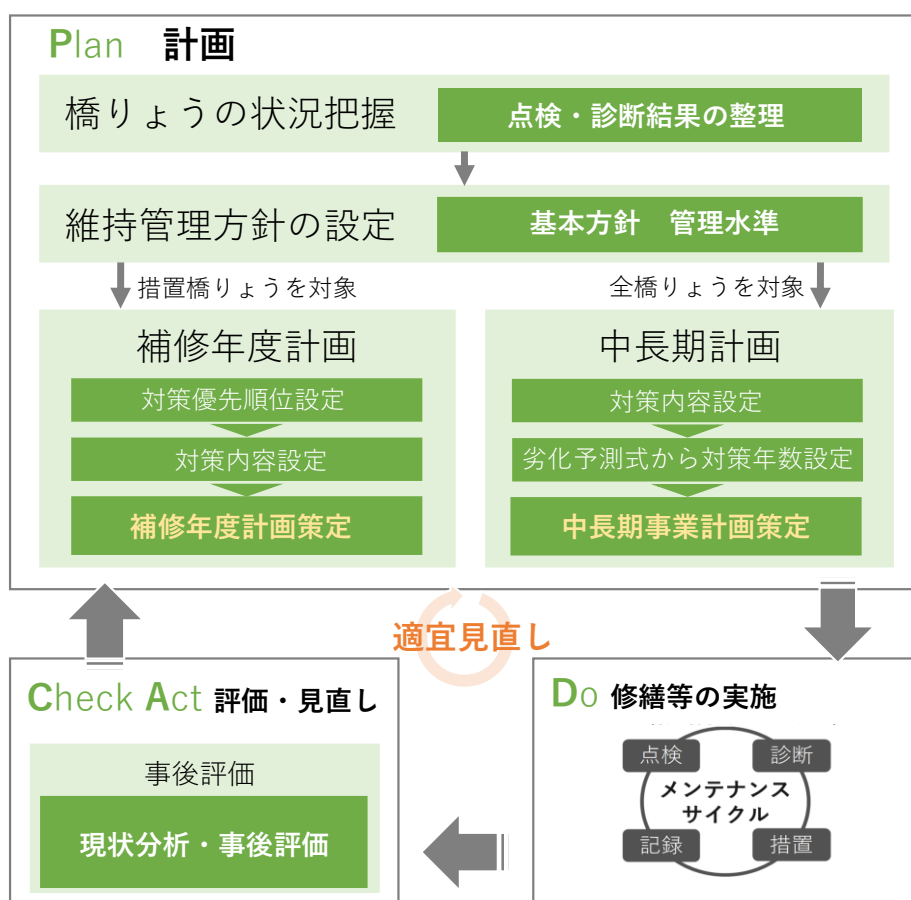 Plan 計画
橋りょうの状況把握
点検・診断結果の整理
維持管理方針の設定
基本方針 管理水準
措置橋りょうを対象
全橋りょうを対象
補修年度計画
対策優先順位設定
対策内容設定
補修年度計画策定
中長期計画
対策内容設定
劣化予測式から対策年数設定
中長期事業計画策定
適宜見直し
Do 修繕等の実施
点検
診断
メンテナンス
サイクル
記録
措置
Check Act 評価・見直し
事後評価
現状分析・事後評価